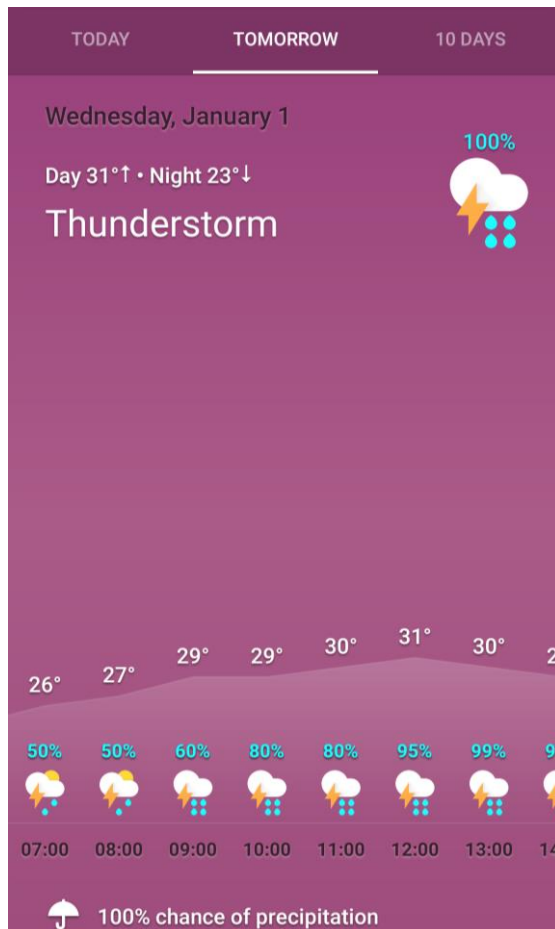 TODAY TOMORROW 10 DAYS
Wednesday, January 1
100%
Day 31°↑ • Night 23°↓
Thunderstorm
26° 27° 29° 29° 30° 31° 30°
50% 50% 60% 80% 80% 95% 99%
07:00 08:00 09:00 10:00 11:00 12:00 13:00
100% chance of precipitation